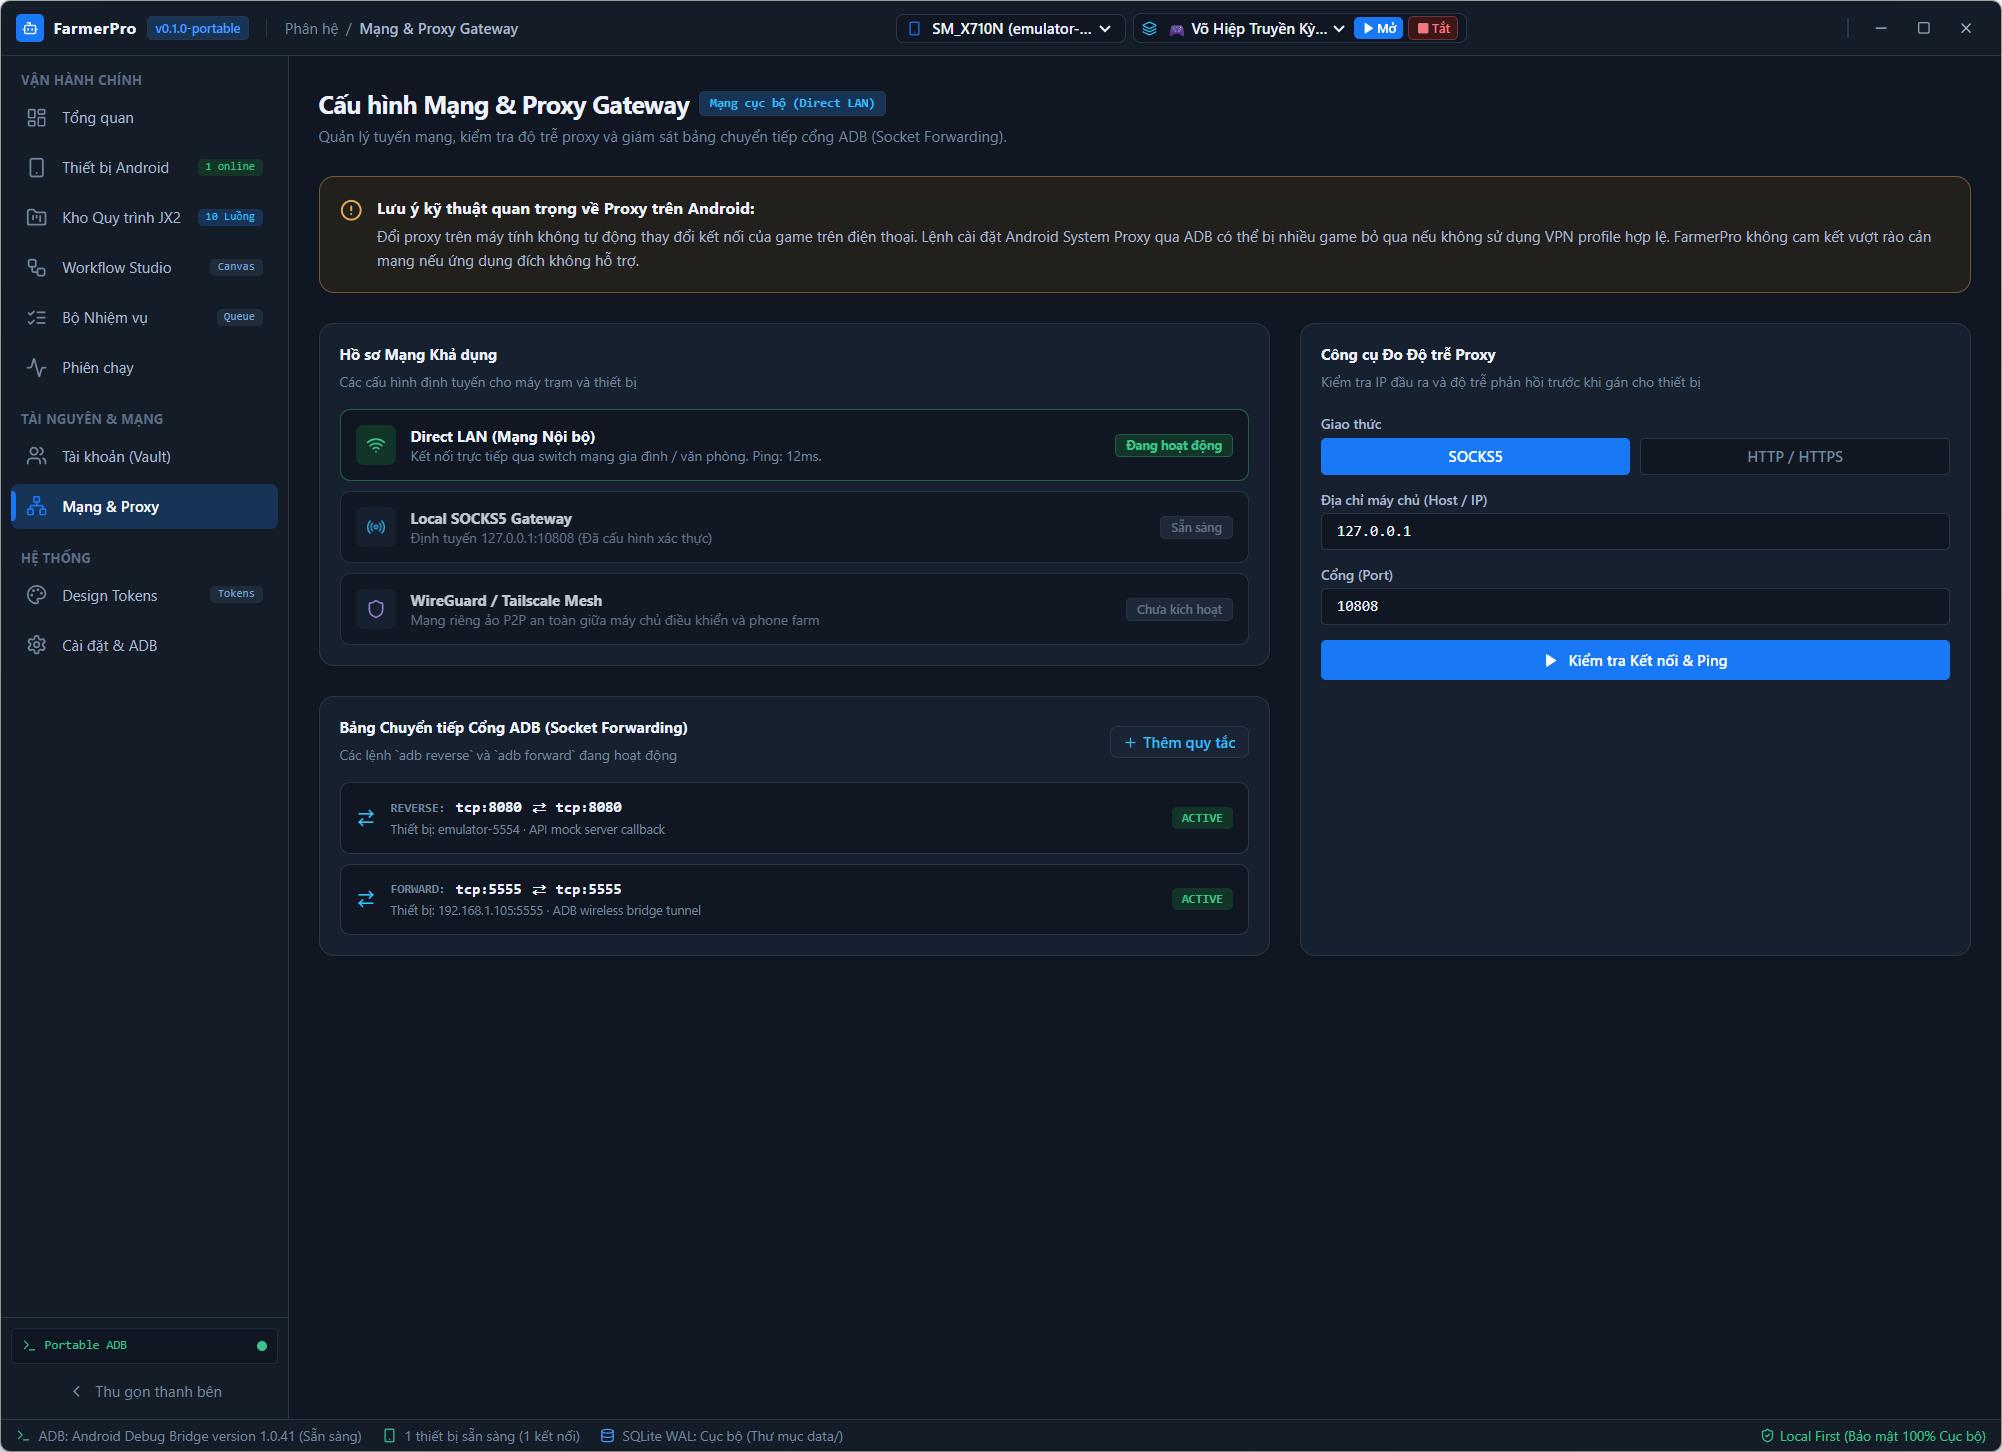 FarmerPro
v0.1.0-portable
Phân hệ / Mạng & Proxy Gateway
SM_X710N (emulator-...
Võ Hiệp Truyền Kỳ...
Mở
Tắt
VẬN HÀNH CHÍNH
Tổng quan
Thiết bị Android
1 online
Kho Quy trình JX2
10 Luồng
Workflow Studio
Canvas
Bộ Nhiệm vụ
Queue
Phiên chạy
TÀI NGUYÊN & MẠNG
Tài khoản (Vault)
Mạng & Proxy
HỆ THỐNG
Design Tokens
Tokens
Cài đặt & ADB
Portable ADB
Thu gọn thanh bên
Cấu hình Mạng & Proxy Gateway
Mạng cục bộ (Direct LAN)
Quản lý tuyến mạng, kiểm tra độ trễ proxy và giám sát bảng chuyển tiếp cổng ADB (Socket Forwarding).
Lưu ý kỹ thuật quan trọng về Proxy trên Android:
Đổi proxy trên máy tính không tự động thay đổi kết nối của game trên điện thoại. Lệnh cài đặt Android System Proxy qua ADB có thể bị nhiều game bỏ qua nếu không sử dụng VPN profile hợp lệ. FarmerPro không cam kết vượt rào cản
mạng nếu ứng dụng đích không hỗ trợ.
Hồ sơ Mạng Khả dụng
Các cấu hình định tuyến cho máy trạm và thiết bị
Direct LAN (Mạng Nội bộ)
Kết nối trực tiếp qua switch mạng gia đình / văn phòng. Ping: 12ms.
Đang hoạt động
Local SOCKS5 Gateway
Định tuyến 127.0.0.1:10808 (Đã cấu hình xác thực)
Sẵn sàng
WireGuard / Tailscale Mesh
Mạng riêng ảo P2P an toàn giữa máy chủ điều khiển và phone farm
Chưa kích hoạt
Bảng Chuyển tiếp Cổng ADB (Socket Forwarding)
Các lệnh `adb reverse` và `adb forward` đang hoạt động
+ Thêm quy tắc
REVERSE: tcp:8080 ⇄ tcp:8080
Thiết bị: emulator-5554 · API mock server callback
ACTIVE
FORWARD: tcp:5555 ⇄ tcp:5555
Thiết bị: 192.168.1.105:5555 · ADB wireless bridge tunnel
ACTIVE
Công cụ Đo Độ trễ Proxy
Kiểm tra IP đầu ra và độ trễ phản hồi trước khi gán cho thiết bị
Giao thức
SOCKS5
HTTP / HTTPS
Địa chỉ máy chủ (Host / IP)
127.0.0.1
Cổng (Port)
10808
Kiểm tra Kết nối & Ping
ADB: Android Debug Bridge version 1.0.41 (Sẵn sàng)
1 thiết bị sẵn sàng (1 kết nối)
SQLite WAL: Cục bộ (Thư mục data/)
Local First (Bảo mật 100% Cục bộ)